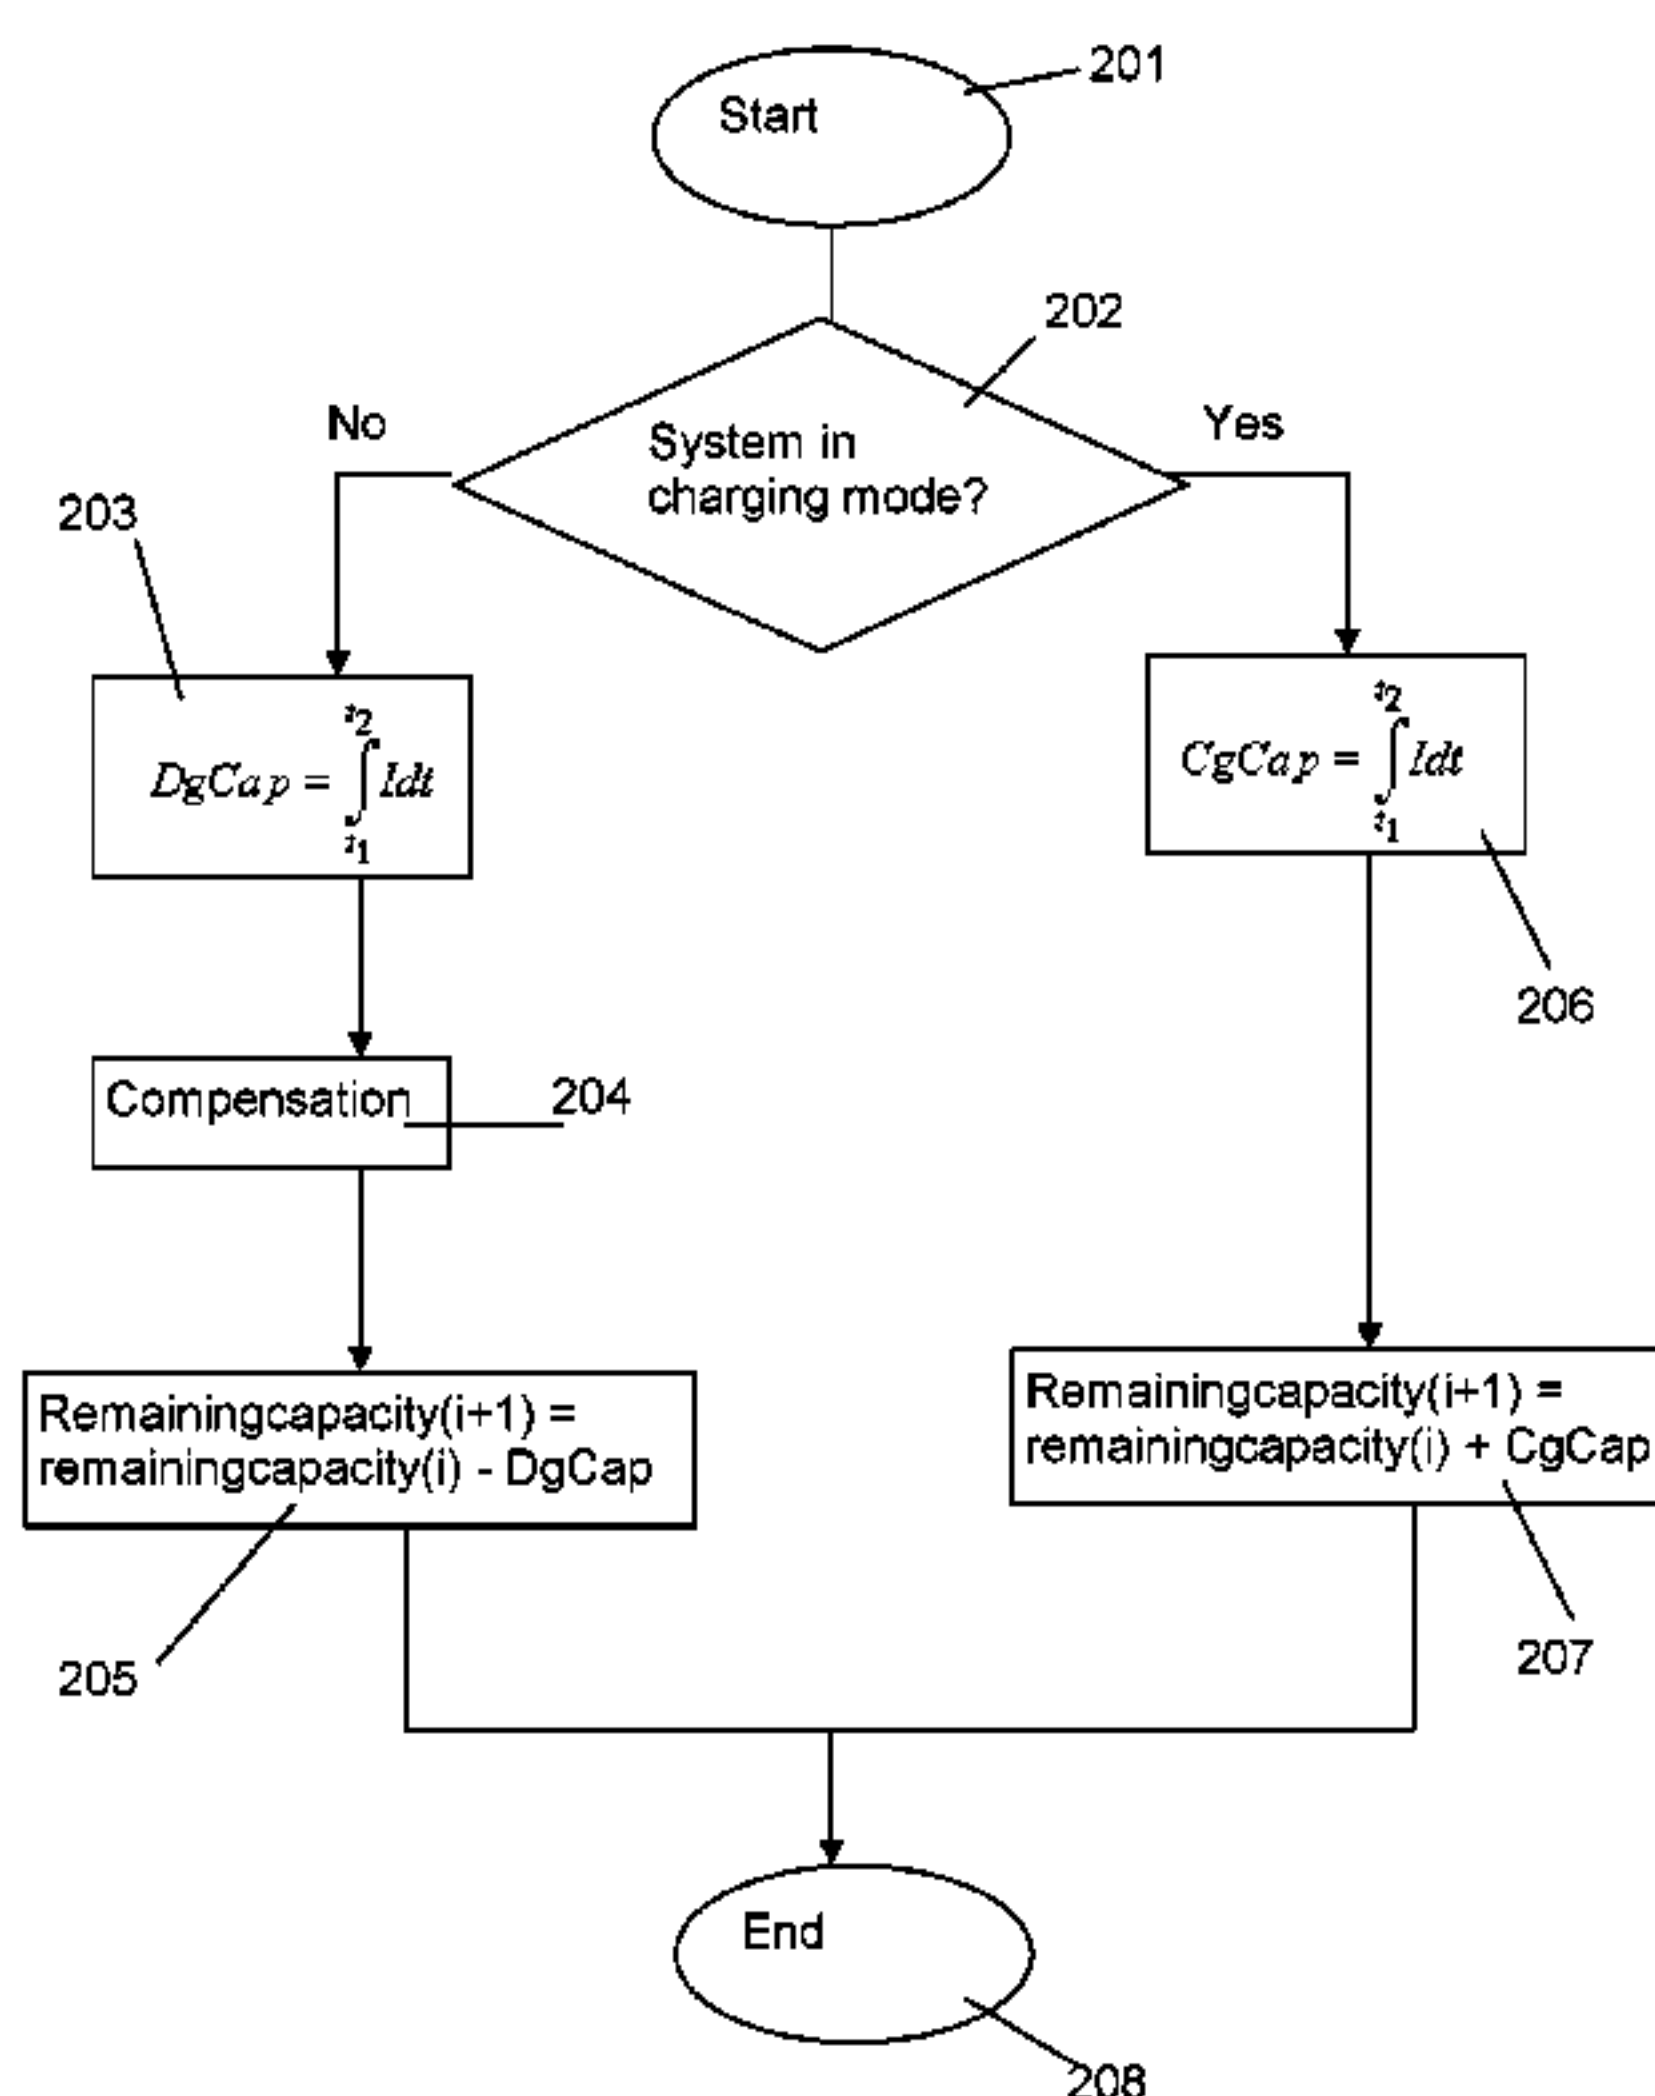 Start
201
202
No
System in
charging mode?
Yes
203
DgCap = ∫ Idt
t2
t1
CgCap = ∫ Idt
t2
t1
206
Compensation
204
Remainingcapacity(i+1) =
remainingcapacity(i) - DgCap
Remainingcapacity(i+1) =
remainingcapacity(i) + CgCap
205
207
End
208